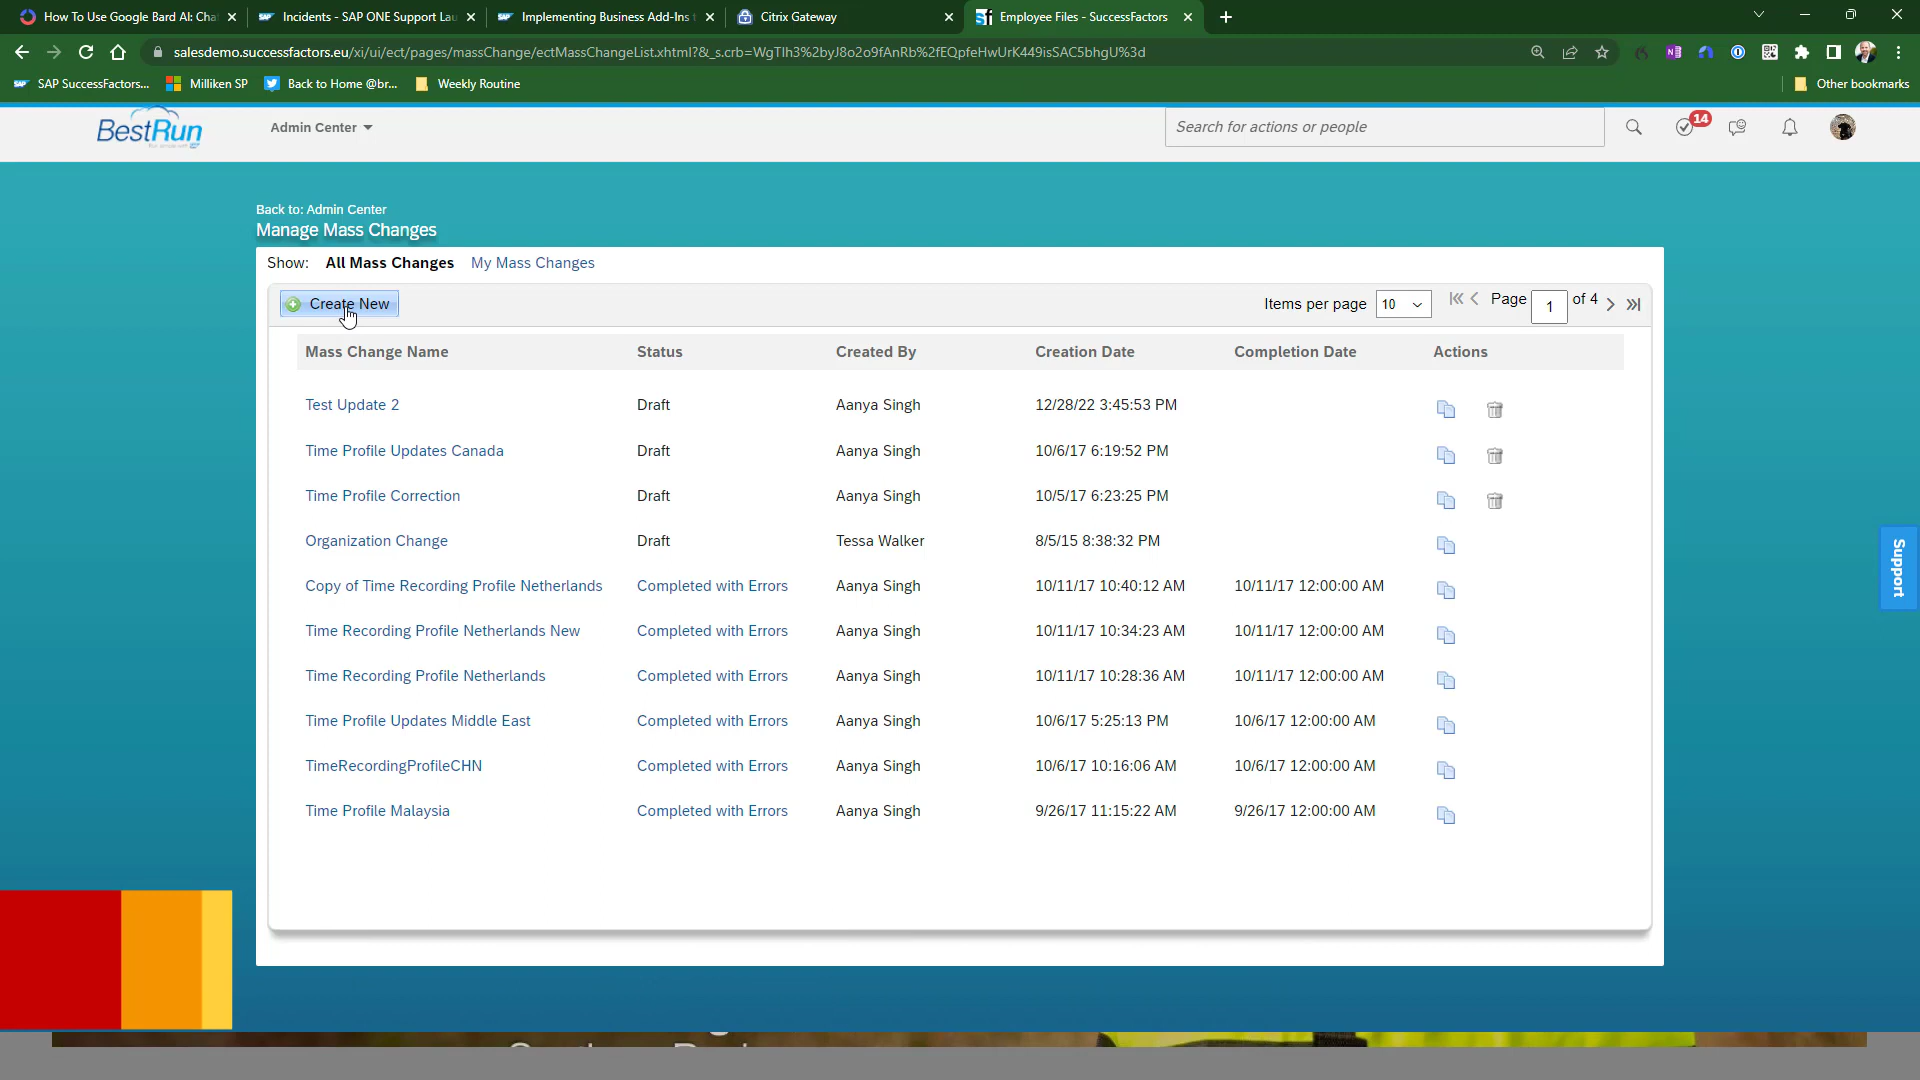 How To Use Google Bard AI: Cha
Incidents - SAP ONE Support Lau
Implementing Business Add-Ins
Citrix Gateway
Employee Files - SuccessFactors
salesdemo.successfactors.eu/xi/ui/ect/pages/massChange/ectMassChangeList.xhtml?&_s.crb=WgTIh3%2byJ8o2o9fAnRb%2fEQpfeHwUrK449isSAC5bhgU%3d
SAP SuccessFactors...
Milliken SP
Back to Home @br...
Weekly Routine
Other bookmarks
BestRun
Admin Center
Search for actions or people
14
Back to: Admin Center
Manage Mass Changes
Show: All Mass Changes My Mass Changes
Create New
Items per page 10 Page 1 of 4
Mass Change Name Status Created By Creation Date Completion Date Actions
Test Update 2 Draft Aanya Singh 12/28/22 3:45:53 PM
Time Profile Updates Canada Draft Aanya Singh 10/6/17 6:19:52 PM
Time Profile Correction Draft Aanya Singh 10/5/17 6:23:25 PM
Organization Change Draft Tessa Walker 8/5/15 8:38:32 PM
Copy of Time Recording Profile Netherlands Completed with Errors Aanya Singh 10/11/17 10:40:12 AM 10/11/17 12:00:00 AM
Time Recording Profile Netherlands New Completed with Errors Aanya Singh 10/11/17 10:34:23 AM 10/11/17 12:00:00 AM
Time Recording Profile Netherlands Completed with Errors Aanya Singh 10/11/17 10:28:36 AM 10/11/17 12:00:00 AM
Time Profile Updates Middle East Completed with Errors Aanya Singh 10/6/17 5:25:13 PM 10/6/17 12:00:00 AM
TimeRecordingProfileCHN Completed with Errors Aanya Singh 10/6/17 10:16:06 AM 10/6/17 12:00:00 AM
Time Profile Malaysia Completed with Errors Aanya Singh 9/26/17 11:15:22 AM 9/26/17 12:00:00 AM
Support